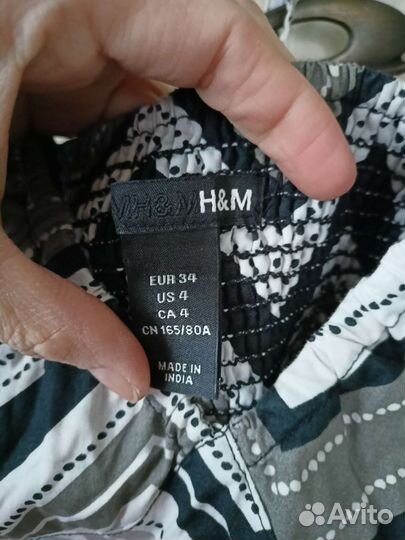 H&M H&M
EUR 34
US 4
CA 4
CN 165/80A
MADE IN
INDIA
Avito